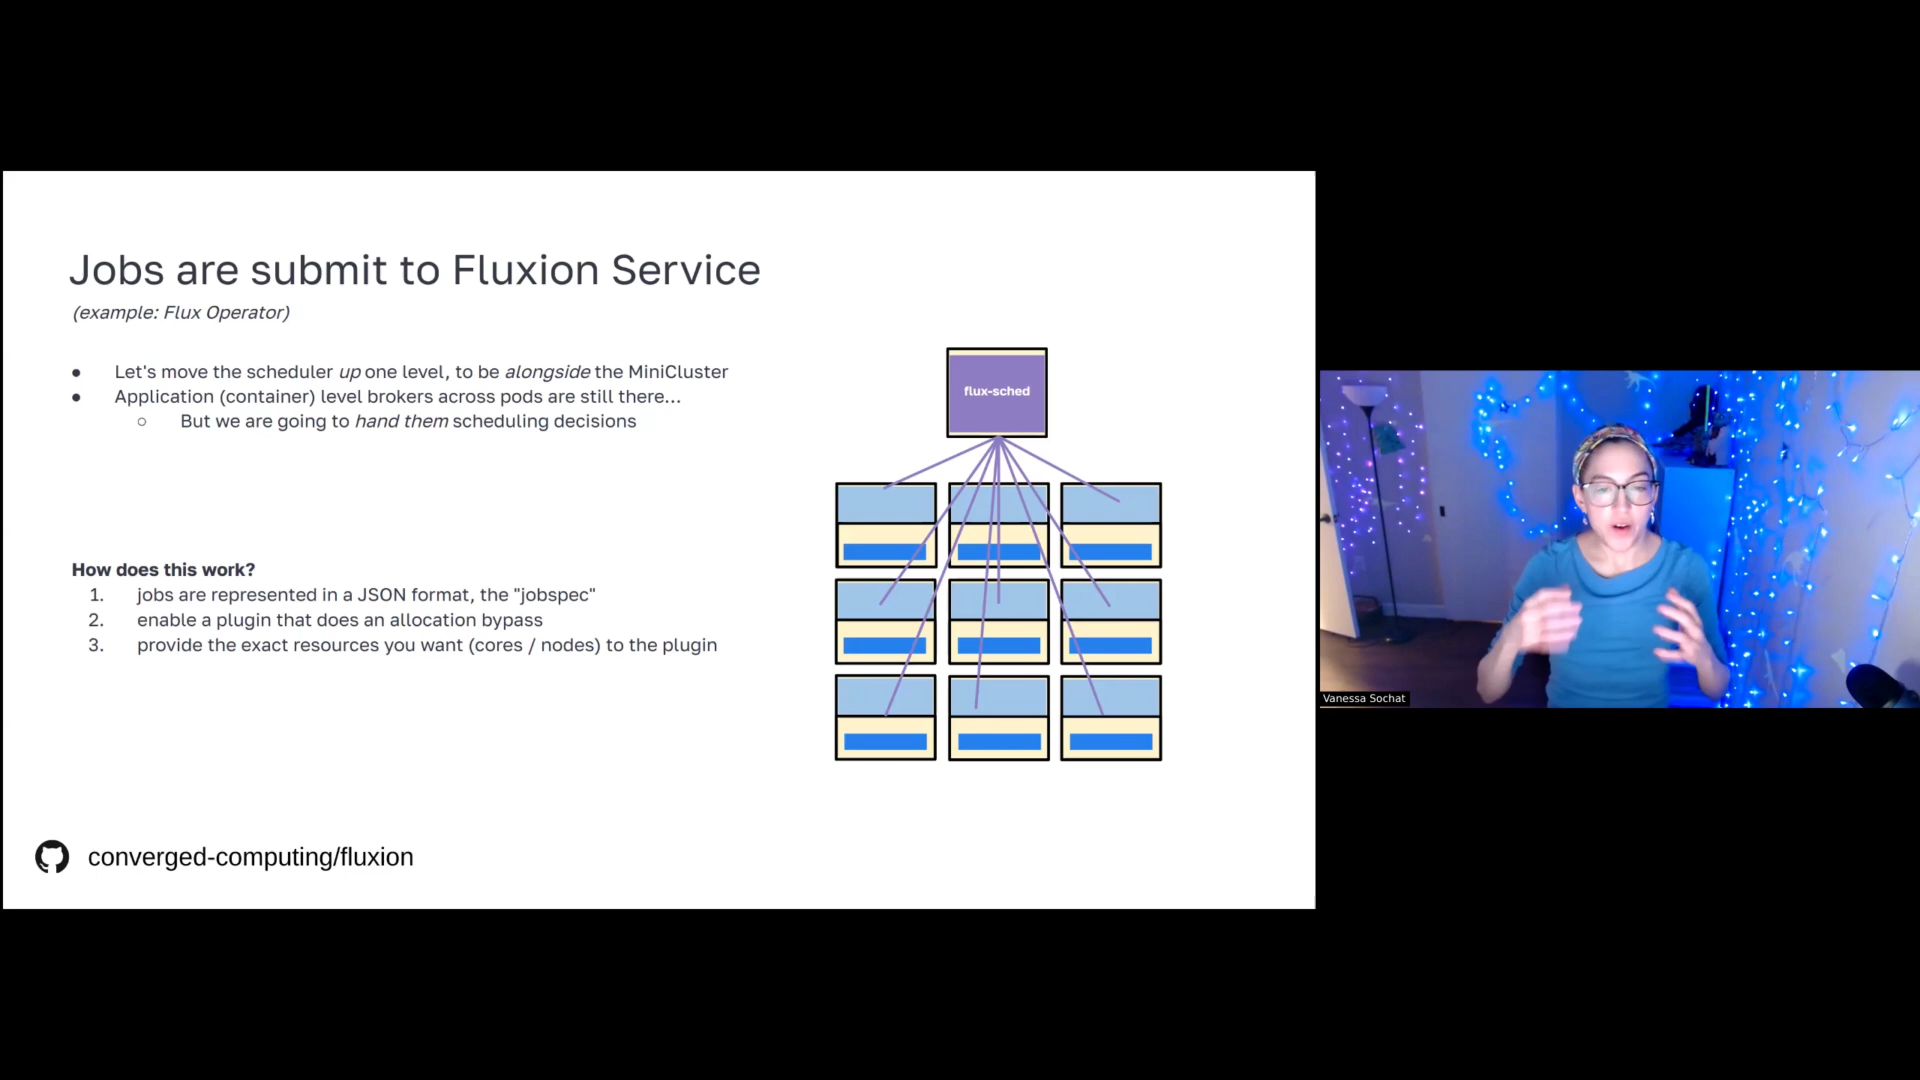 Jobs are submit to Fluxion Service
(example: Flux Operator)
● Let's move the scheduler up one level, to be alongside the MiniCluster
● Application (container) level brokers across pods are still there...
○ But we are going to hand them scheduling decisions
How does this work?
1. jobs are represented in a JSON format, the "jobspec"
2. enable a plugin that does an allocation bypass
3. provide the exact resources you want (cores / nodes) to the plugin
converged-computing/fluxion
flux-sched
Vanessa Sochat